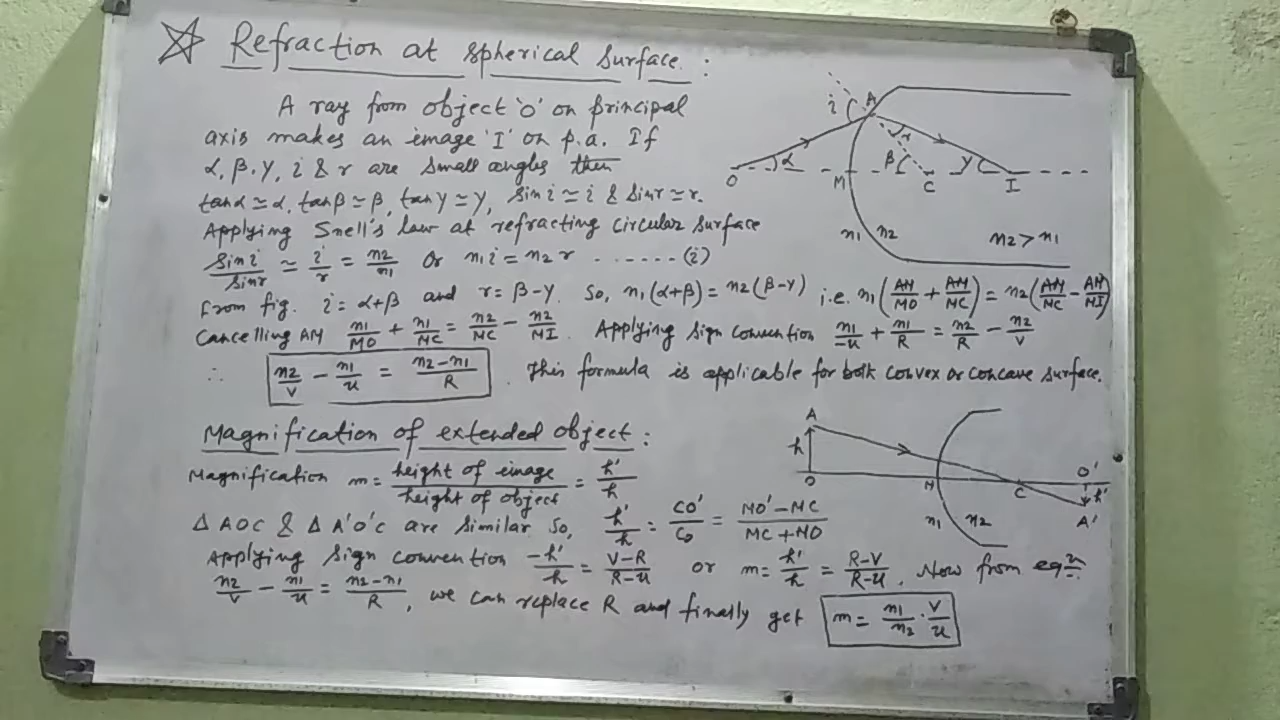 ☆ Refraction at Spherical Surface :
A ray from object 'O' on principal
axis makes an image 'I' on p.a. If
α, β, γ, i & r are small angles then
tanα ≃ α, tanβ ≃ β, tanγ ≃ γ, sin i ≃ i & sin r ≃ r.
Applying Snell's law at refracting circular surface
sin i / sin r ≃ i/r = n2/n1 or n1 i = n2 r ....... (i)
From fig. i = α+β and r = β-γ. So, n1(α+β) = n2(β-γ) i.e. n1(AM/MO + AM/MC) = n2(AM/MC - AM/MI)
Cancelling AM n1/MO + n1/MC = n2/MC - n2/MI. Applying sign convention n1/-u + n1/R = n2/R - n2/v
∴ n2/v - n1/u = n2-n1/R. This formula is applicable for both convex or concave surface.
i A r
α β γ
O M C I
n1 n2 n2 > n1
Magnification of extended object :
Magnification m = height of image / height of object = h'/h
Δ AOC & Δ A'O'C are similar so, h'/h = CO'/CO = MO'-MC / MC+MO
Applying sign convention -h'/h = V-R/R-u or m = h'/h = R-V/R-u. Now from eqn.
n2/v - n1/u = n2-n1/R, we can replace R and finally get m = n1/n2 · v/u
A
h
O M C O' h'
A'
n1 n2